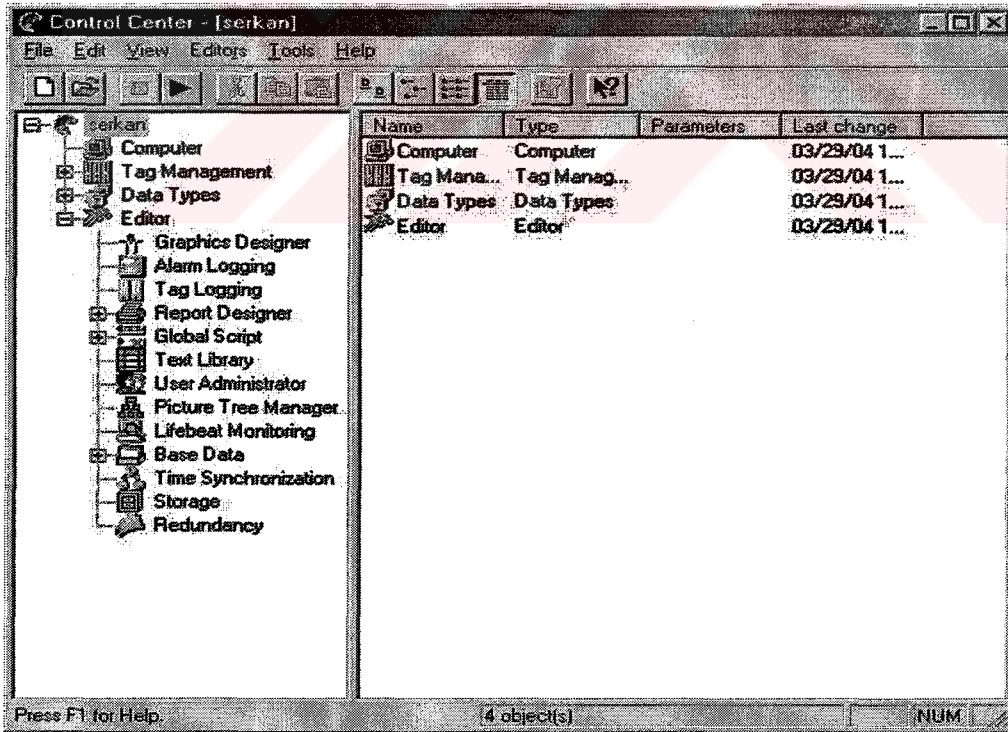 Control Center - [serkan]
File Edit View Editors Tools Help
serkan
Computer
Tag Management
Data Types
Editor
Graphics Designer
Alarm Logging
Tag Logging
Report Designer
Global Script
Text Library
User Administrator
Picture Tree Manager
Lifebeat Monitoring
Base Data
Time Synchronization
Storage
Redundancy
Name Type Parameters Last change
Computer Computer 03/29/04 1...
Tag Mana... Tag Manag... 03/29/04 1...
Data Types Data Types 03/29/04 1...
Editor Editor 03/29/04 1...
Press F1 for Help. 4 object(s) NUM